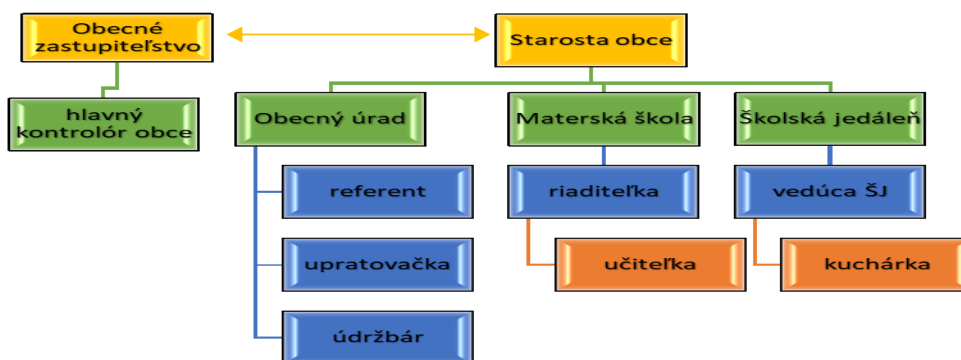 Obecné
zastupiteľstvo
Starosta obce
hlavný
kontrolór obce
Obecný úrad
Materská škola
Školská jedáleň
referent
riaditeľka
vedúca ŠJ
upratovačka
učiteľka
kuchárka
údržbár